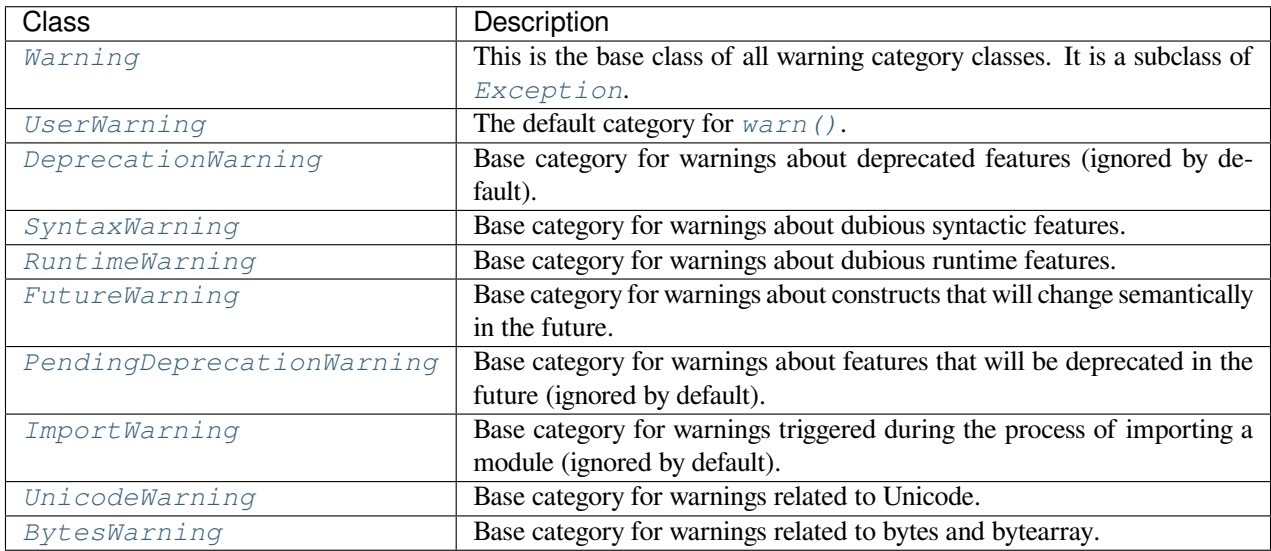 Class Description
Warning This is the base class of all warning category classes. It is a subclass of
Exception.
UserWarning The default category for warn().
DeprecationWarning Base category for warnings about deprecated features (ignored by de-
fault).
SyntaxWarning Base category for warnings about dubious syntactic features.
RuntimeWarning Base category for warnings about dubious runtime features.
FutureWarning Base category for warnings about constructs that will change semantically
in the future.
PendingDeprecationWarning Base category for warnings about features that will be deprecated in the
future (ignored by default).
ImportWarning Base category for warnings triggered during the process of importing a
module (ignored by default).
UnicodeWarning Base category for warnings related to Unicode.
BytesWarning Base category for warnings related to bytes and bytearray.